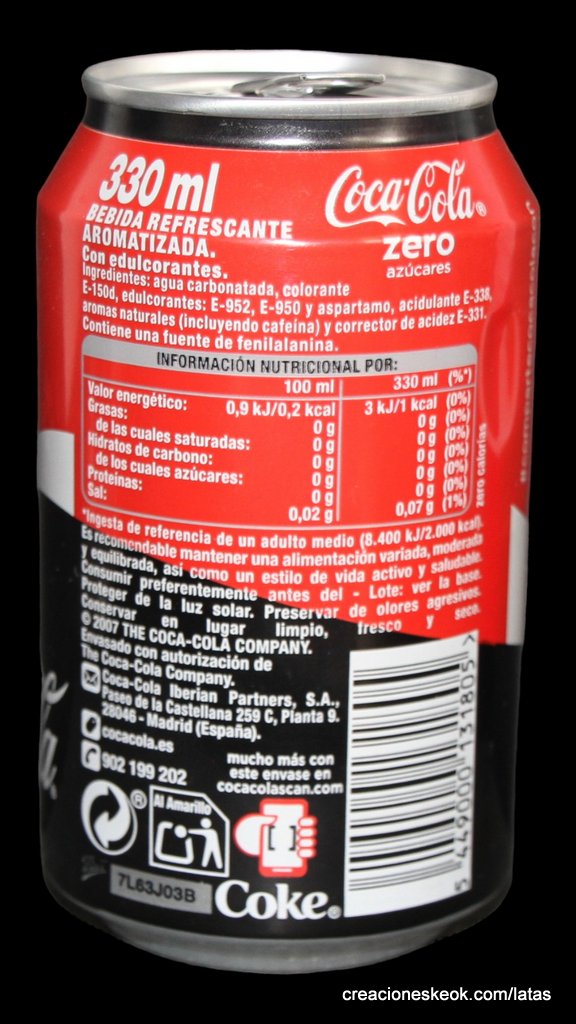 330 ml
BEBIDA REFRESCANTE
AROMATIZADA.
Con edulcorantes.
Coca-Cola®
zero
azúcares
Ingredientes: agua carbonatada, colorante
E-150d, edulcorantes: E-952, E-950 y aspartamo, acidulante E-338,
aromas naturales (incluyendo cafeína) y corrector de acidez E-331.
Contiene una fuente de fenilalanina.
INFORMACIÓN NUTRICIONAL POR:
100 ml 330 ml (%*)
Valor energético: 0,9 kJ/0,2 kcal 3 kJ/1 kcal (0%)
Grasas: 0 g 0 g (0%)
de las cuales saturadas: 0 g 0 g (0%)
Hidratos de carbono: 0 g 0 g (0%)
de los cuales azúcares: 0 g 0 g (0%)
Proteínas: 0 g 0 g (0%)
Sal: 0,02 g 0,07 g (1%)
zero calorías
*Ingesta de referencia de un adulto medio (8.400 kJ/2.000 kcal).
Es recomendable mantener una alimentación variada, moderada
y equilibrada, así como un estilo de vida activo y saludable.
Consumir preferentemente antes del - Lote: ver la base.
Proteger de la luz solar. Preservar de olores agresivos.
Conservar en lugar limpio, fresco y seco.
© 2007 THE COCA-COLA COMPANY.
Envasado con autorización de
The Coca-Cola Company.
Coca-Cola Iberian Partners, S.A.,
Paseo de la Castellana 259 C, Planta 9.
28046 - Madrid (España).
cocacola.es
902 199 202
mucho más con
este envase en
cocacolascan.com
®
Al Amarillo
7L63J03B
Coke®
5 449000 131805 >
creacioneskeok.com/latas